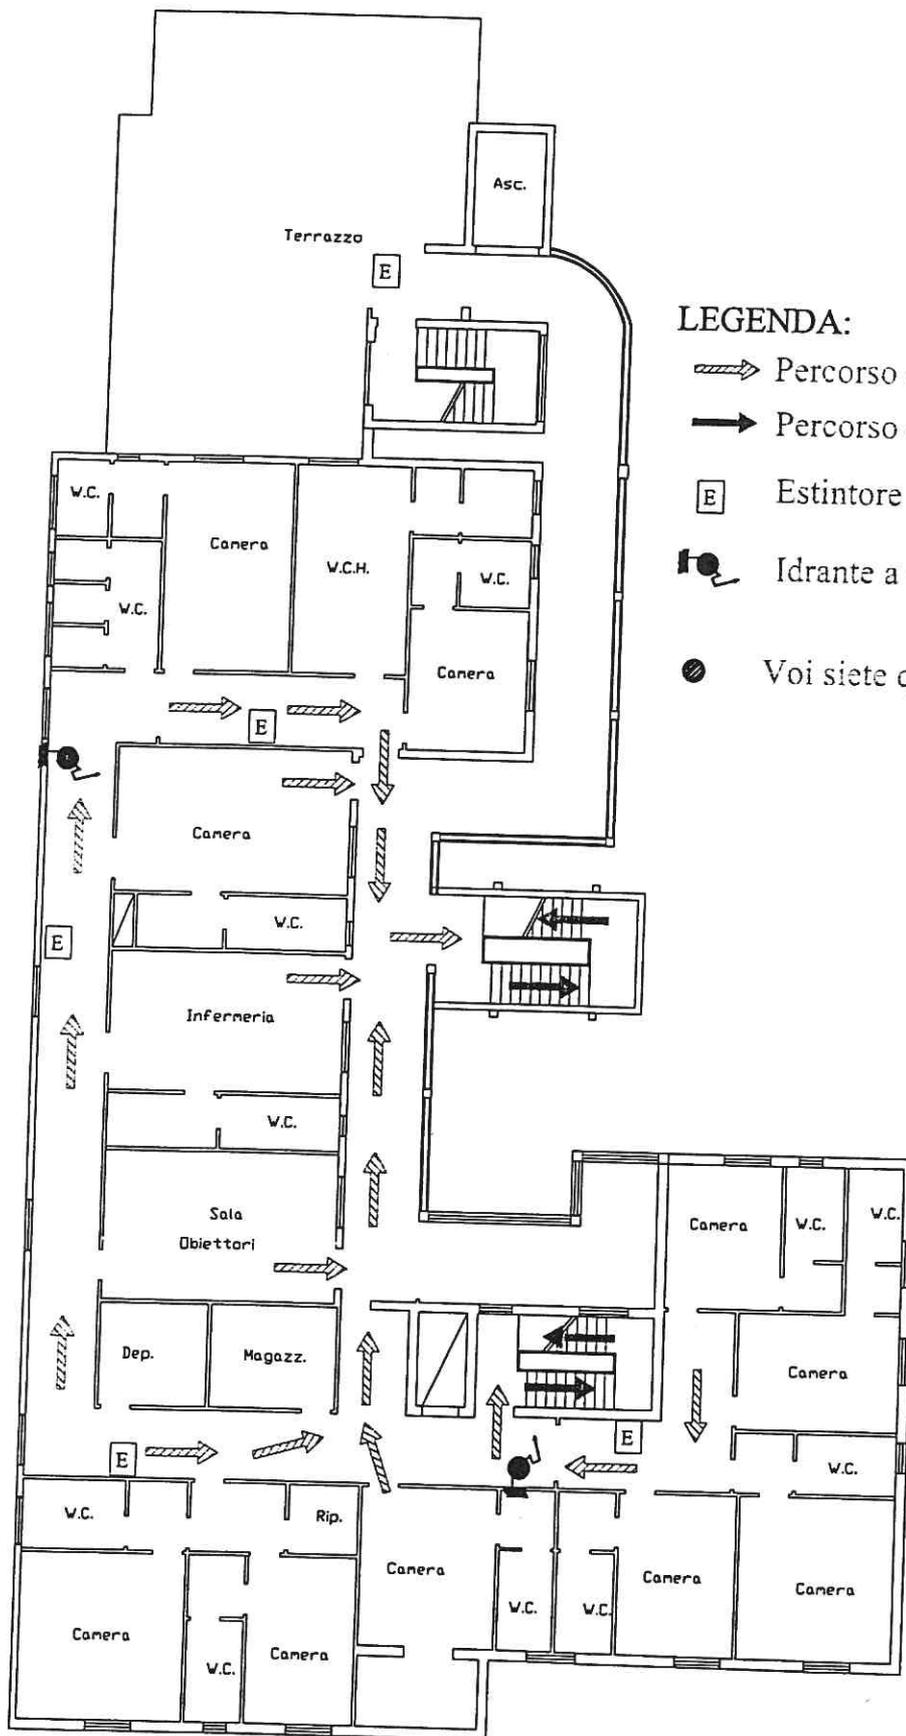 Asc.
Terrazzo
E
LEGENDA:
Percorso
Percorso
E Estintore
Idrante a
Voi siete
W.C.
Camera
W.C.H.
W.C.
W.C.
Camera
E
Camera
W.C.
E
Infermeria
W.C.
Sala
Obiettori
Camera
W.C.
W.C.
Dep.
Magazz.
Camera
E
E
W.C.
W.C.
Rip.
Camera
Camera
Camera
W.C.
W.C.
Camera
Camera
W.C.